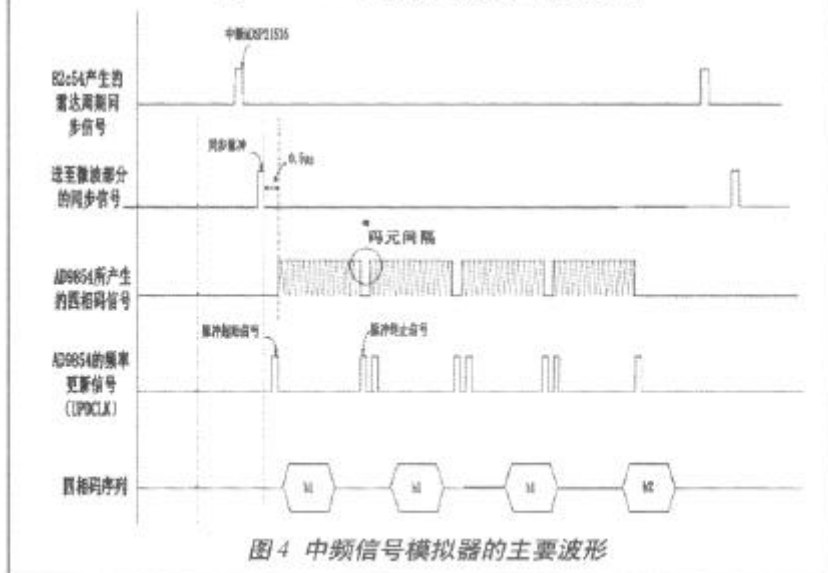 中断ADSP21535
82c54产生的
雷达周期同
步信号
同步脉冲
0.5us
送至微波部分
的同步信号
码元间隔
AD9854所产生
的四相码信号
脉冲起始信号
脉冲终止信号
AD9854的频率
更新信号
(UPDCLK)
四相码序列
h1
h1
h1
h2
图4 中频信号模拟器的主要波形